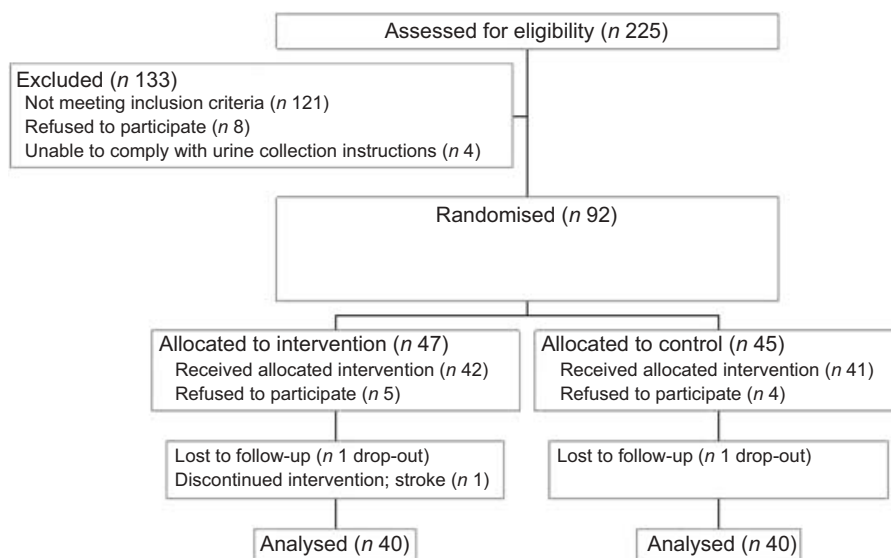 Assessed for eligibility (n 225)
Excluded (n 133)
Not meeting inclusion criteria (n 121)
Refused to participate (n 8)
Unable to comply with urine collection instructions (n 4)
Randomised (n 92)
Allocated to intervention (n 47)
Received allocated intervention (n 42)
Refused to participate (n 5)
Allocated to control (n 45)
Received allocated intervention (n 41)
Refused to participate (n 4)
Lost to follow-up (n 1 drop-out)
Discontinued intervention; stroke (n 1)
Lost to follow-up (n 1 drop-out)
Analysed (n 40)
Analysed (n 40)